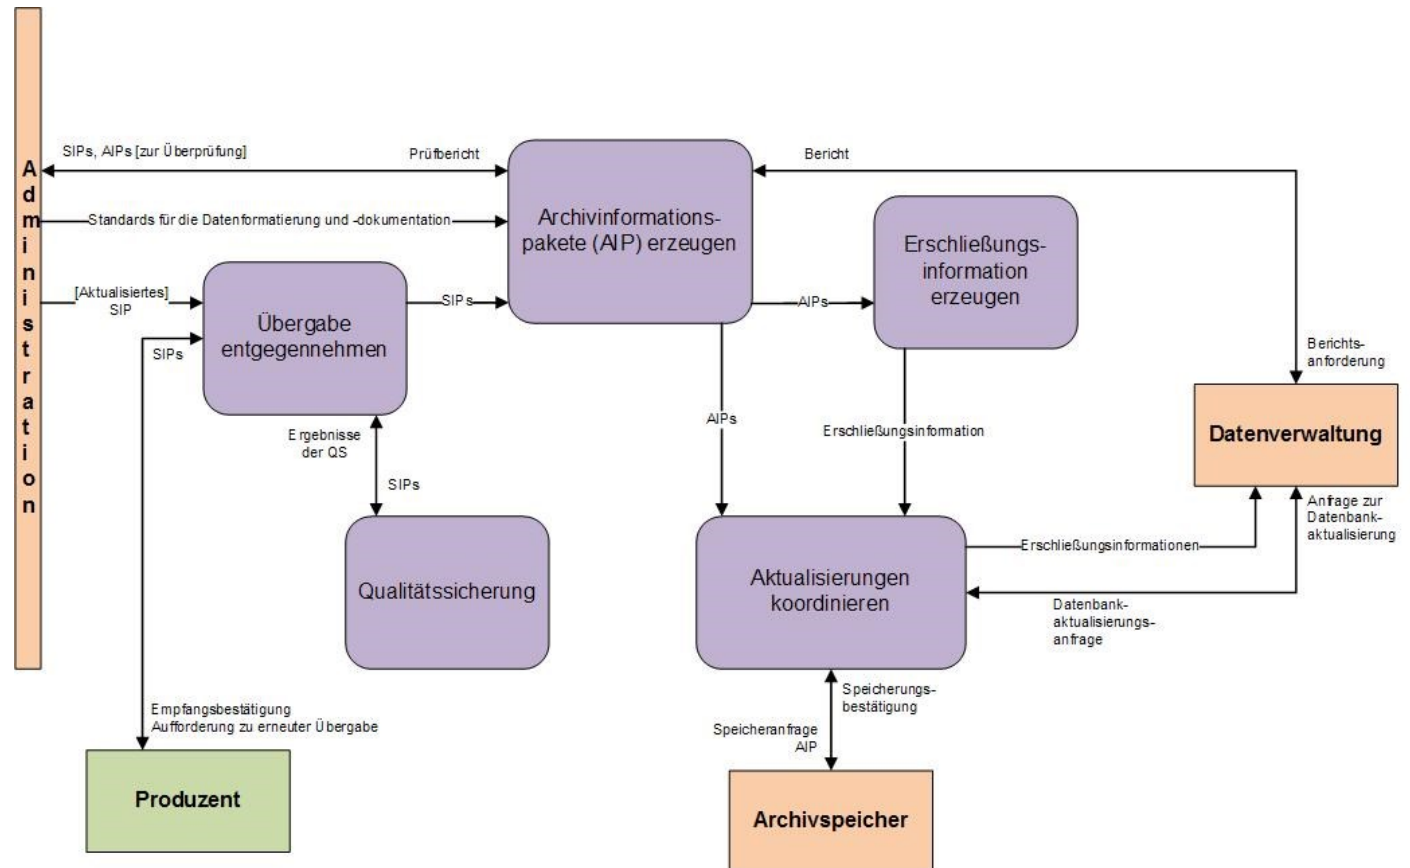 Administration
SIPs, AIPs [zur Überprüfung]
Prüfbericht
Standards für die Datenformatierung und -dokumentation
[Aktualisiertes]
SIP
SIPs
Übergabe
entgegennehmen
SIPs
Archivinformations-
pakete (AIP) erzeugen
Bericht
AIPs
Erschließungs-
information
erzeugen
Berichts-
anforderung
Datenverwaltung
Ergebnisse
der QS
SIPs
Qualitätssicherung
AIPs
Erschließungsinformation
Aktualisierungen
koordinieren
Erschließungsinformationen
Anfrage zur
Datenbank-
aktualisierung
Datenbank-
aktualisierungs-
anfrage
Empfangsbestätigung
Aufforderung zu erneuter Übergabe
Produzent
Speicherungs-
bestätigung
Speicheranfrage
AIP
Archivspeicher